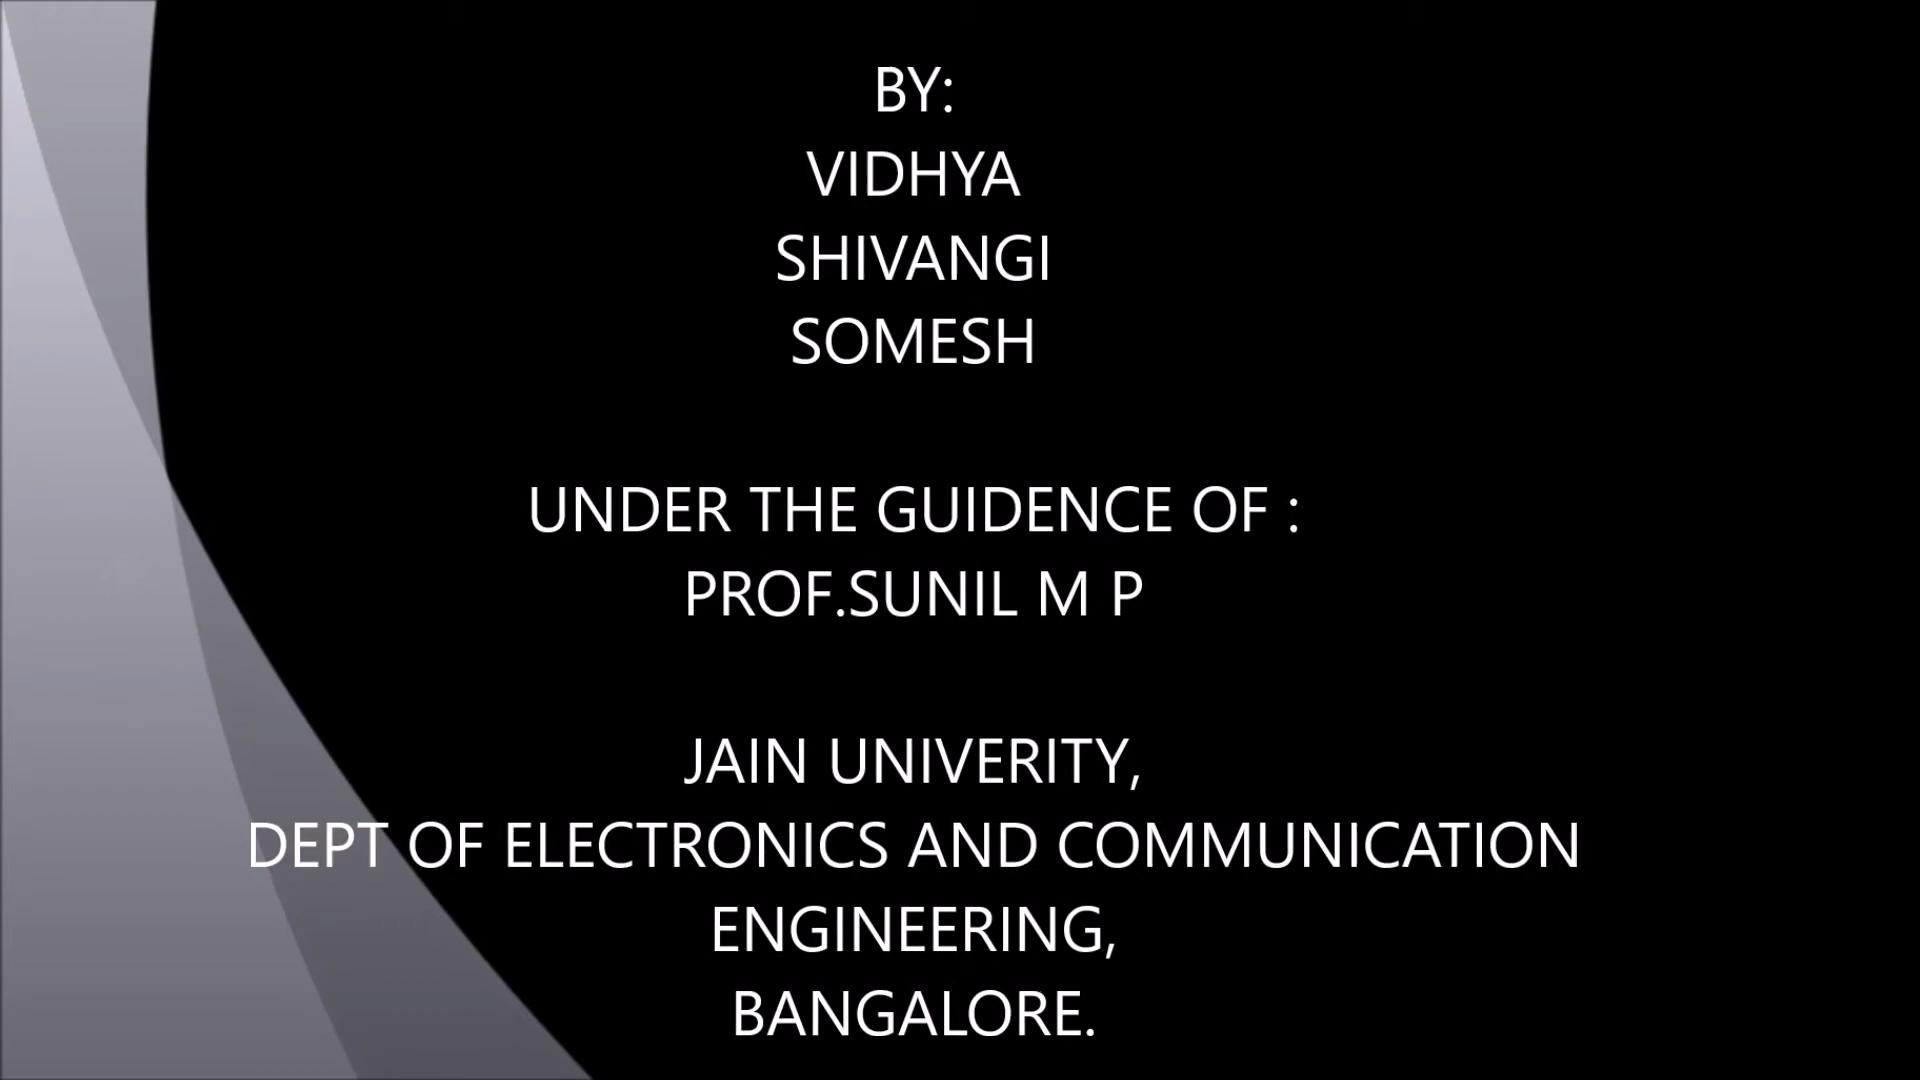 BY:
VIDHYA
SHIVANGI
SOMESH
UNDER THE GUIDENCE OF :
PROF.SUNIL M P
JAIN UNIVERITY,
DEPT OF ELECTRONICS AND COMMUNICATION
ENGINEERING,
BANGALORE.